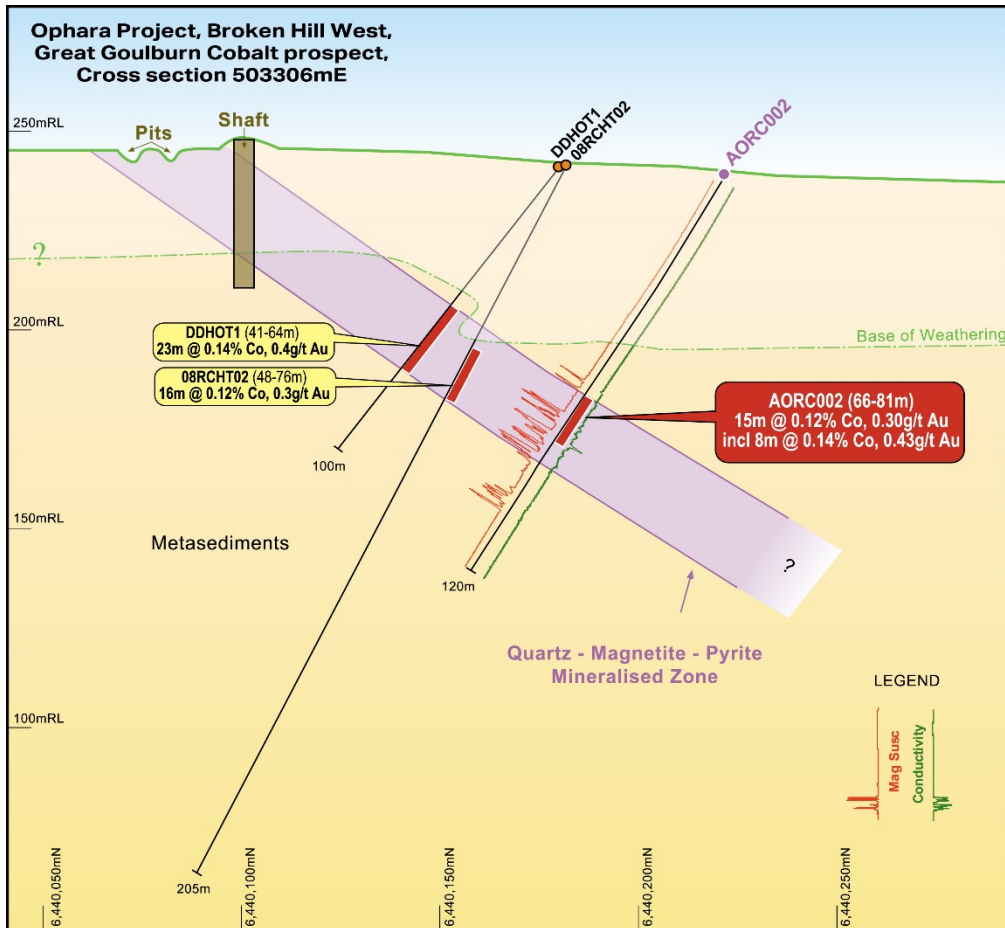 Ophara Project, Broken Hill West,
Great Goulburn Cobalt prospect,
Cross section 503306mE
250mRL
Pits
Shaft
DDHOT1
08RCHT02
AORC002
?
200mRL
Base of Weathering
DDHOT1 (41-64m)
23m @ 0.14% Co, 0.4g/t Au
08RCHT02 (48-76m)
16m @ 0.12% Co, 0.3g/t Au
AORC002 (66-81m)
15m @ 0.12% Co, 0.30g/t Au
incl 8m @ 0.14% Co, 0.43g/t Au
100m
150mRL
Metasediments
120m
?
Quartz - Magnetite - Pyrite
Mineralised Zone
LEGEND
Mag Susc
Conductivity
100mRL
205m
6,440,050mN
6,440,100mN
6,440,150mN
6,440,200mN
6,440,250mN